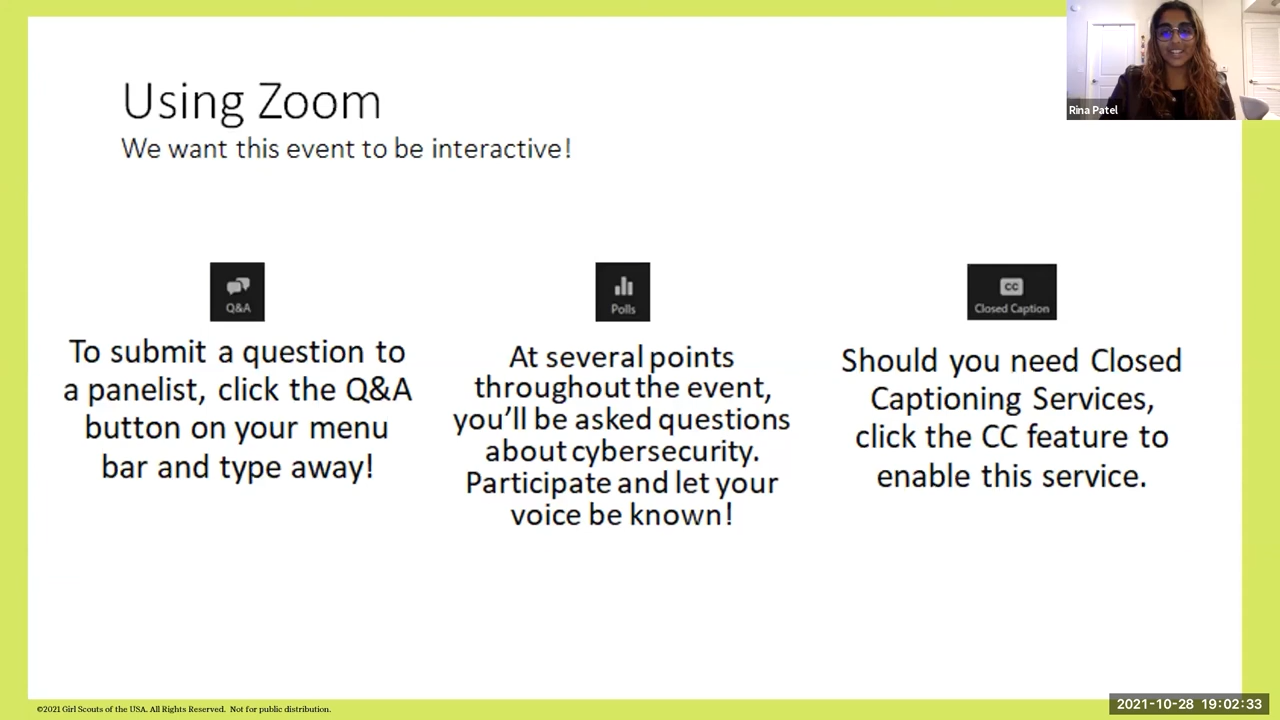 Using Zoom
We want this event to be interactive!
Rina Patel
Q&A
To submit a question to
a panelist, click the Q&A
button on your menu
bar and type away!
Polls
At several points
throughout the event,
you’ll be asked questions
about cybersecurity.
Participate and let your
voice be known!
CC
Closed Caption
Should you need Closed
Captioning Services,
click the CC feature to
enable this service.
©2021 Girl Scouts of the USA. All Rights Reserved. Not for public distribution.
2021-10-28 19:02:33